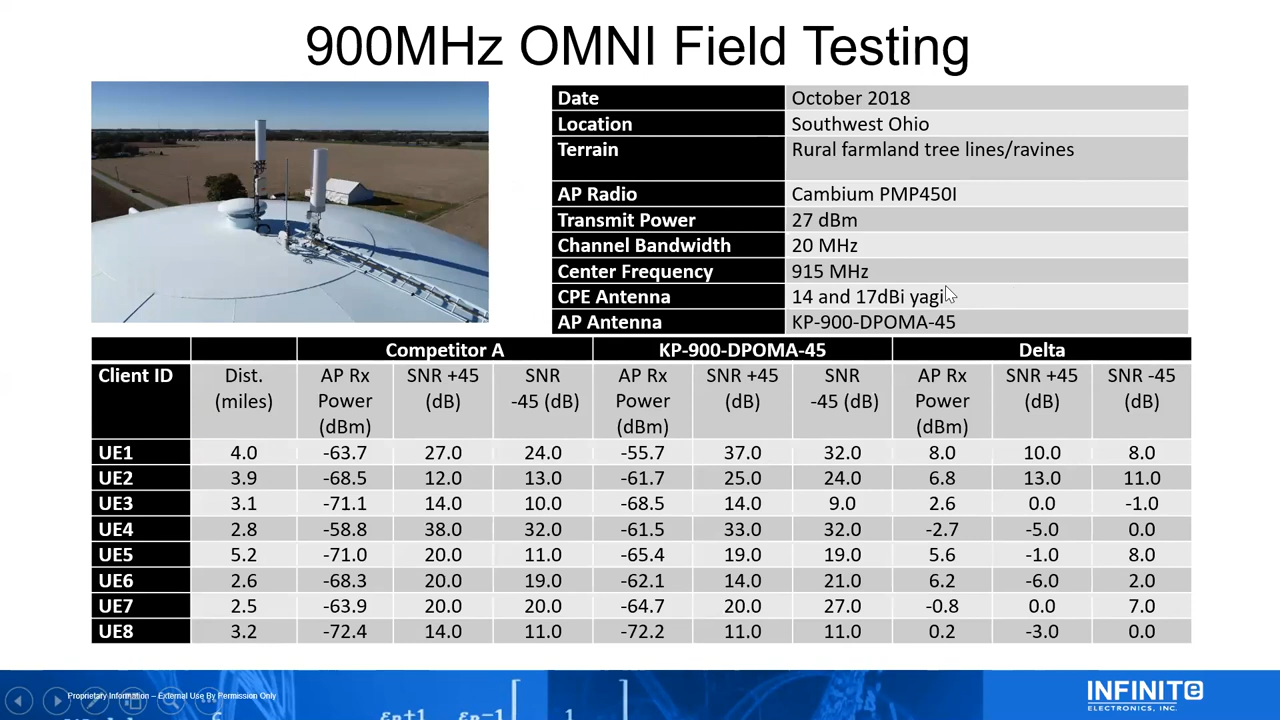 900MHz OMNI Field Testing
Date October 2018
Location Southwest Ohio
Terrain Rural farmland tree lines/ravines
AP Radio Cambium PMP450I
Transmit Power 27 dBm
Channel Bandwidth 20 MHz
Center Frequency 915 MHz
CPE Antenna 14 and 17dBi yagi
AP Antenna KP-900-DPOMA-45
Competitor A KP-900-DPOMA-45 Delta
Client ID Dist. AP Rx SNR +45 SNR AP Rx SNR +45 SNR AP Rx SNR +45 SNR -45
(miles) Power (dB) -45 (dB) Power (dB) -45 (dB) Power (dB) (dB)
(dBm) (dBm) (dBm)
UE1 4.0 -63.7 27.0 24.0 -55.7 37.0 32.0 8.0 10.0 8.0
UE2 3.9 -68.5 12.0 13.0 -61.7 25.0 24.0 6.8 13.0 11.0
UE3 3.1 -71.1 14.0 10.0 -68.5 14.0 9.0 2.6 0.0 -1.0
UE4 2.8 -58.8 38.0 32.0 -61.5 33.0 32.0 -2.7 -5.0 0.0
UE5 5.2 -71.0 20.0 11.0 -65.4 19.0 19.0 5.6 -1.0 8.0
UE6 2.6 -68.3 20.0 19.0 -62.1 14.0 21.0 6.2 -6.0 2.0
UE7 2.5 -63.9 20.0 20.0 -64.7 20.0 27.0 -0.8 0.0 7.0
UE8 3.2 -72.4 14.0 11.0 -72.2 11.0 11.0 0.2 -3.0 0.0
Proprietary Information – External Use By Permission Only
INFINITe
ELECTRONICS, INC.